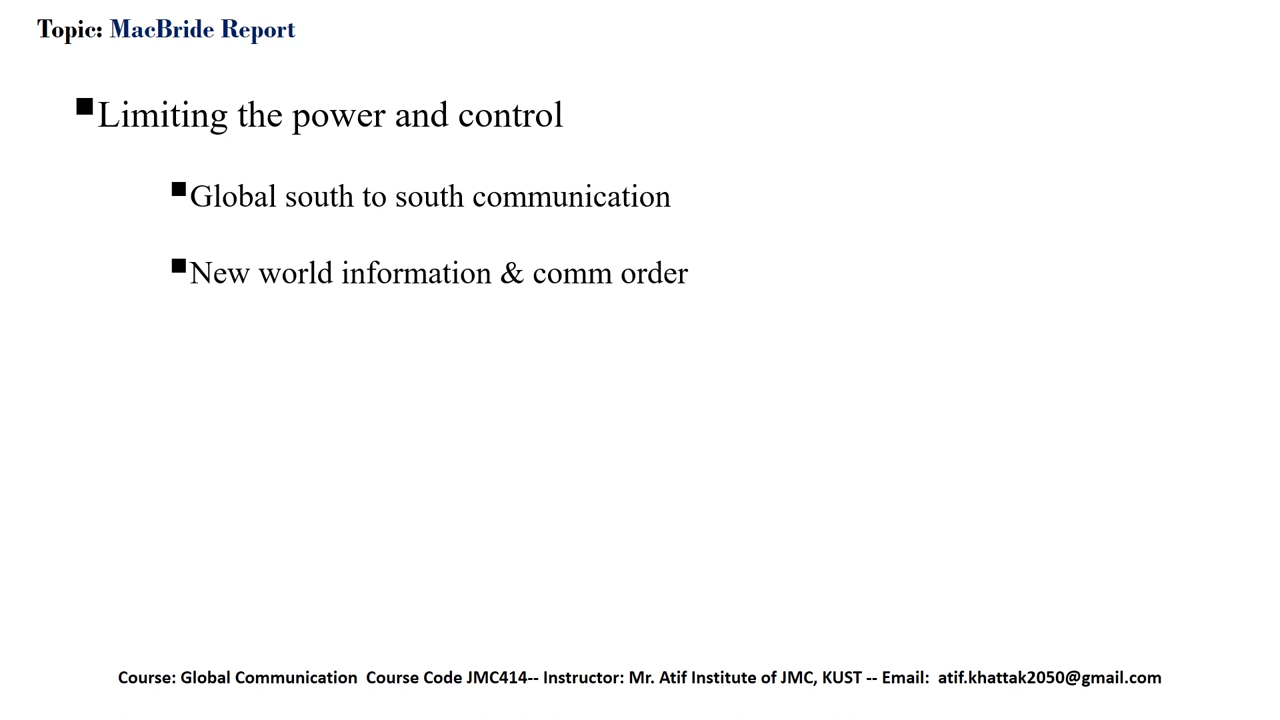 Topic: MacBride Report
▪Limiting the power and control
▪Global south to south communication
▪New world information & comm order
Course: Global Communication  Course Code JMC414-- Instructor: Mr. Atif Institute of JMC, KUST -- Email:  atif.khattak2050@gmail.com